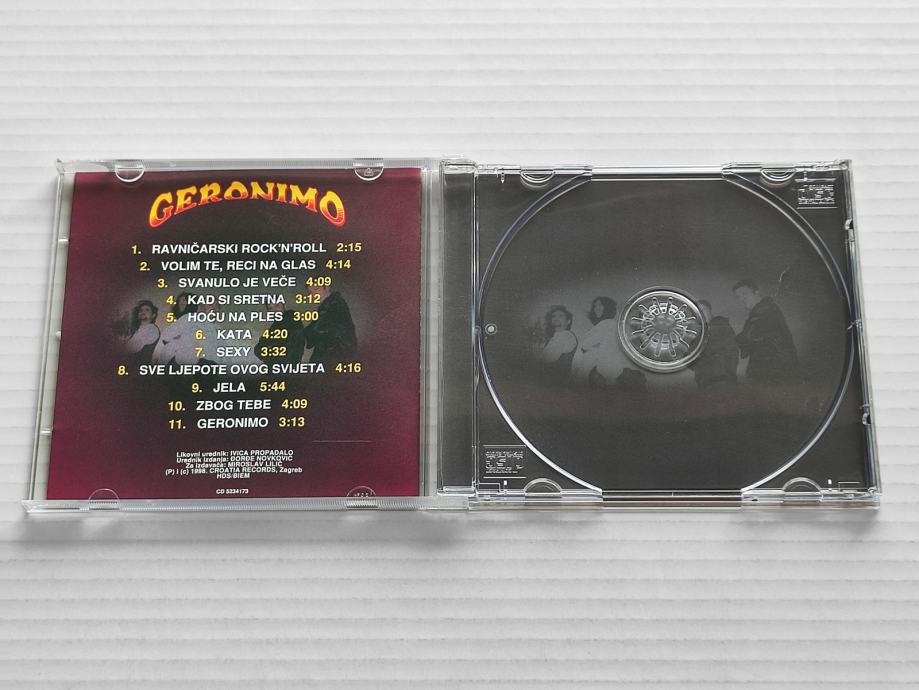 GERONIMO
1. RAVNIČARSKI ROCK'N'ROLL 2:15
2. VOLIM TE, RECI NA GLAS 4:14
3. SVANULO JE VEČE 4:09
4. KAD SI SRETNA 3:12
5. HOĆU NA PLES 3:00
6. KATA 4:20
7. SEXY 3:32
8. SVE LJEPOTE OVOG SVIJETA 4:16
9. JELA 5:44
10. ZBOG TEBE 4:09
11. GERONIMO 3:13
Likovni urednik: IVICA PROPADALO
Urednik izdanja: ĐORĐE NOVKOVIĆ
Za izdavača: MIROSLAV LILIĆ
(P) i (c) 1998. CROATIA RECORDS, Zagreb
HDS/BIEM
CD 5234173